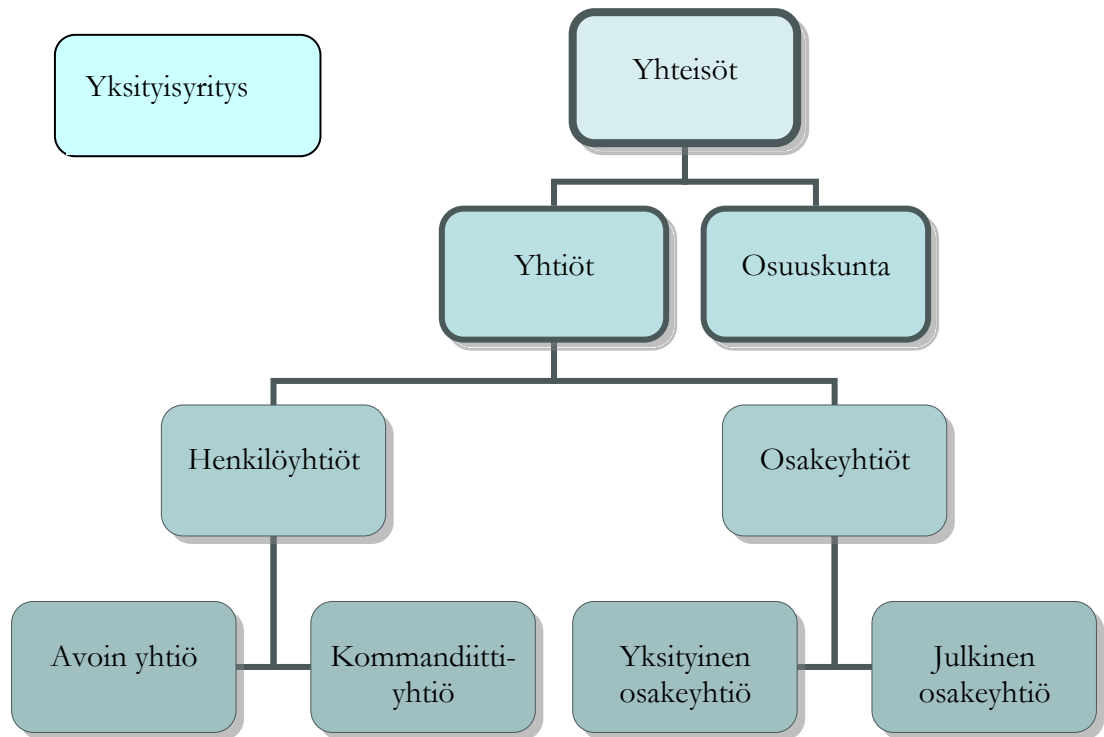 Yksityisyritys
Yhteisöt
Yhtiöt
Osuuskunta
Henkilöyhtiöt
Osakeyhtiöt
Avoin yhtiö
Kommandiitti-
yhtiö
Yksityinen
osakeyhtiö
Julkinen
osakeyhtiö